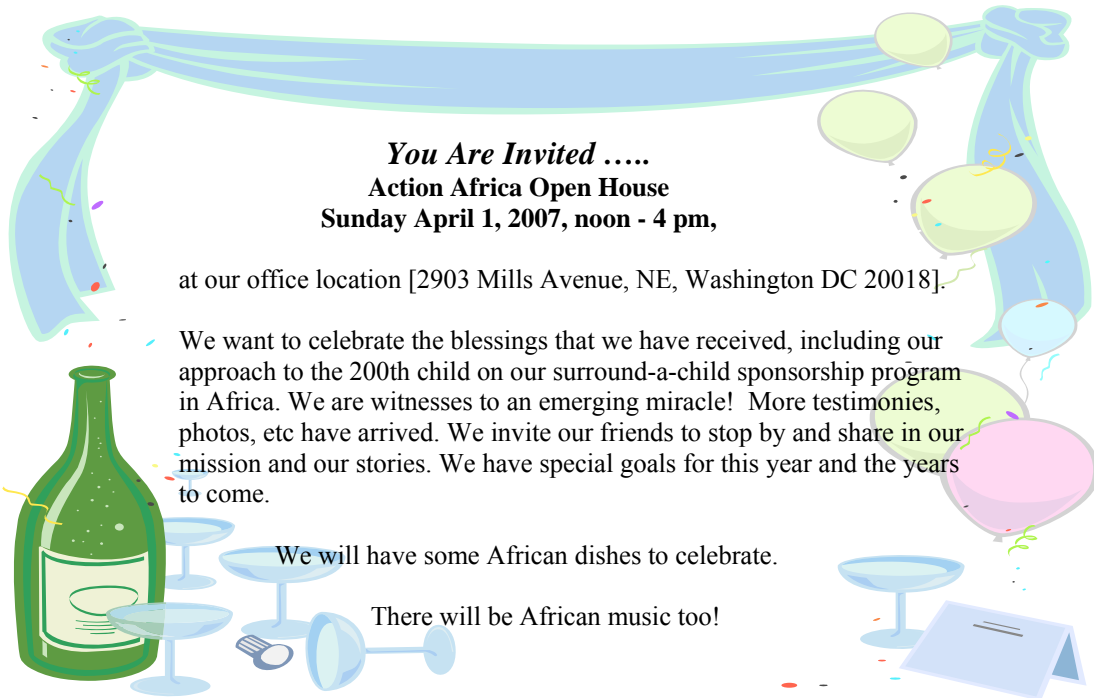 You Are Invited …..
Action Africa Open House
Sunday April 1, 2007, noon - 4 pm,
at our office location [2903 Mills Avenue, NE, Washington DC 20018].
We want to celebrate the blessings that we have received, including our
approach to the 200th child on our surround-a-child sponsorship program
in Africa. We are witnesses to an emerging miracle!  More testimonies,
photos, etc have arrived. We invite our friends to stop by and share in our
mission and our stories. We have special goals for this year and the years
to come.
We will have some African dishes to celebrate.
There will be African music too!